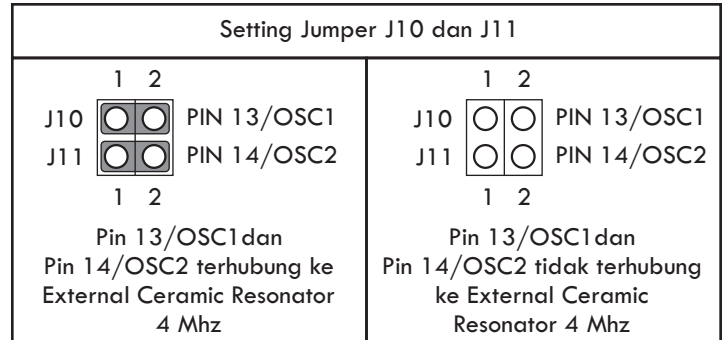 Setting Jumper J10 dan J11
1 2
J10 PIN 13/OSC1
J11 PIN 14/OSC2
1 2
Pin 13/OSC1dan
Pin 14/OSC2 terhubung ke
External Ceramic Resonator
4 Mhz
1 2
J10 PIN 13/OSC1
J11 PIN 14/OSC2
1 2
Pin 13/OSC1dan
Pin 14/OSC2 tidak terhubung
ke External Ceramic
Resonator 4 Mhz